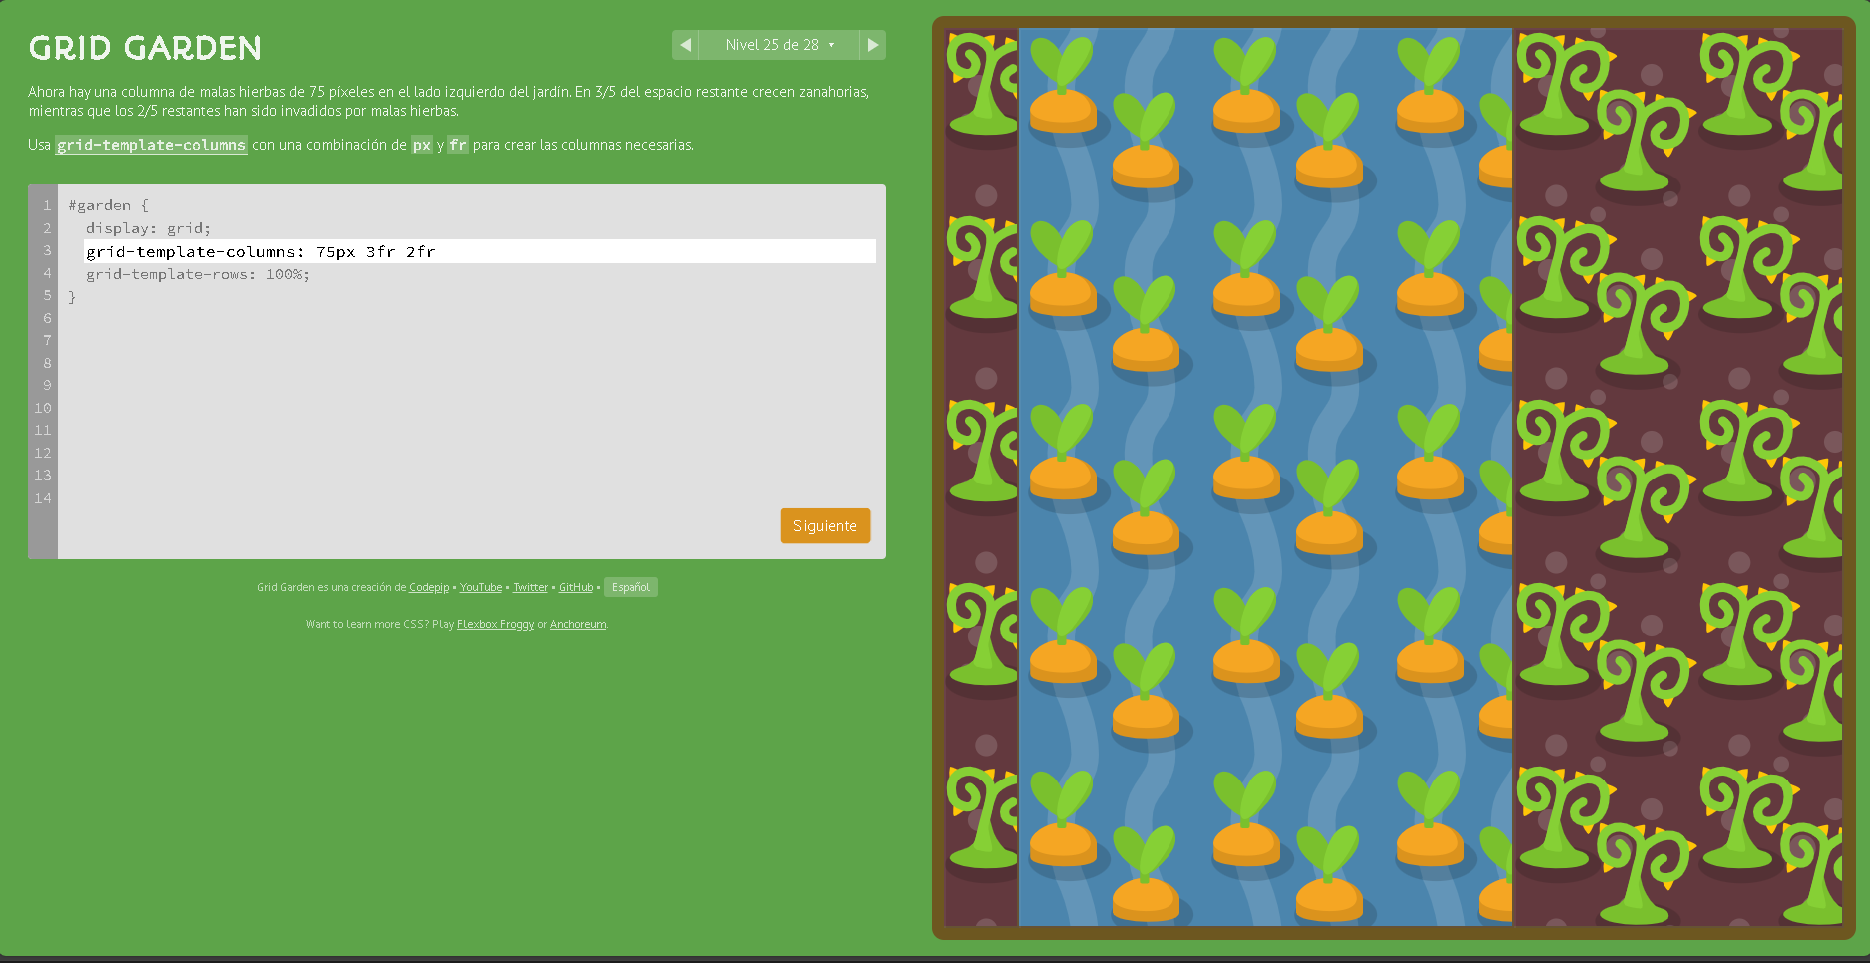 GRID GARDEN
◀ Nivel 25 de 28 ▾ ▶
Ahora hay una columna de malas hierbas de 75 píxeles en el lado izquierdo del jardín. En 3/5 del espacio restante crecen zanahorias,
mientras que los 2/5 restantes han sido invadidos por malas hierbas.
Usa grid-template-columns con una combinación de px y fr para crear las columnas necesarias.
1 #garden {
2 display: grid;
3 grid-template-columns: 75px 3fr 2fr
4 grid-template-rows: 100%;
5 }
6
7
8
9
10
11
12
13
14
Siguiente
Grid Garden es una creación de Codepip • YouTube • Twitter • GitHub • Español
Want to learn more CSS? Play Flexbox Froggy or Anchoreum.